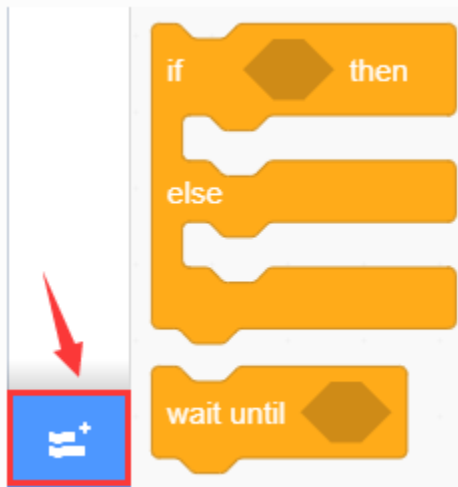 if then
else
wait until